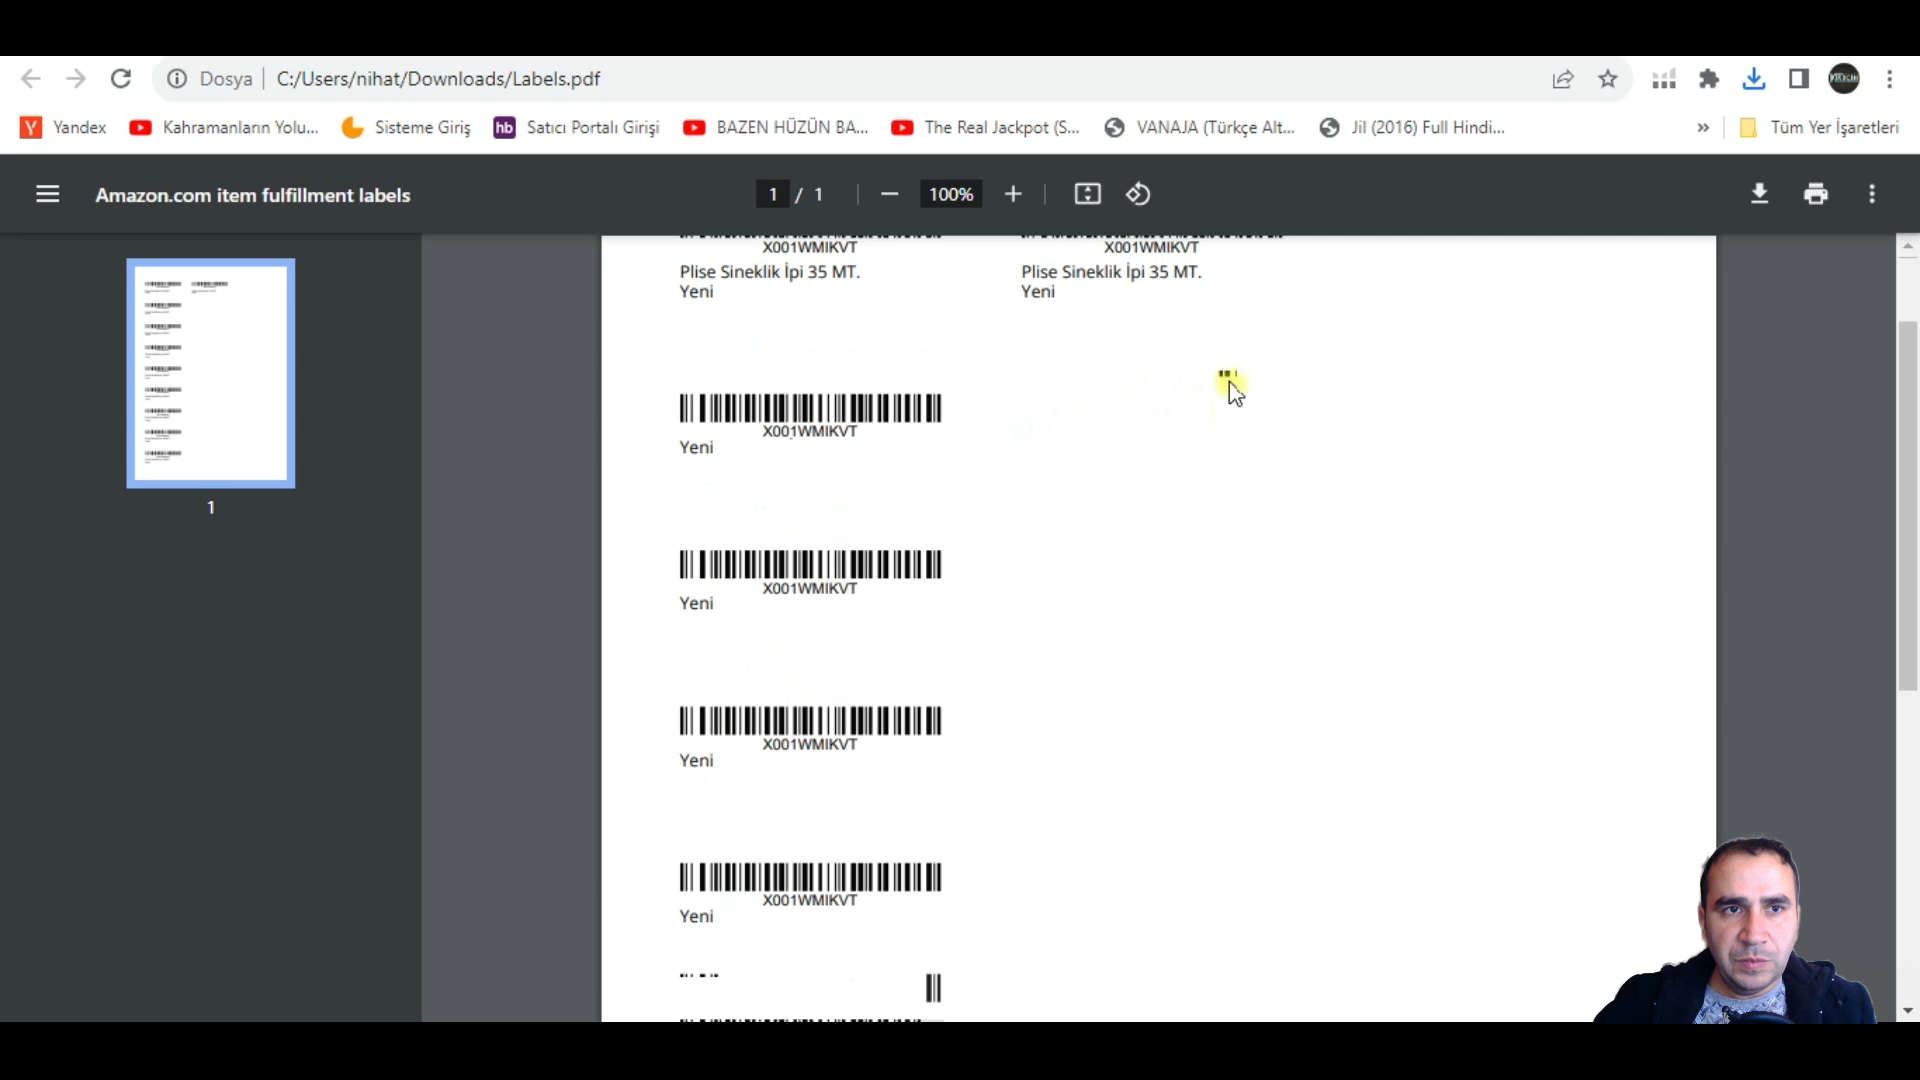 Dosya C:/Users/nihat/Downloads/Labels.pdf
Yandex Kahramanların Yolu... Sisteme Giriş hb Satıcı Portalı Girişi BAZEN HÜZÜN BA... The Real Jackpot (S... VANAJA (Türkçe Alt... Jil (2016) Full Hindi... » Tüm Yer İşaretleri
Amazon.com item fulfillment labels 1 / 1 100%
1
X001WMIKVT X001WMIKVT
Plise Sineklik İpi 35 MT. Plise Sineklik İpi 35 MT.
Yeni Yeni
X001WMIKVT
Yeni
X001WMIKVT
Yeni
X001WMIKVT
Yeni
X001WMIKVT
Yeni